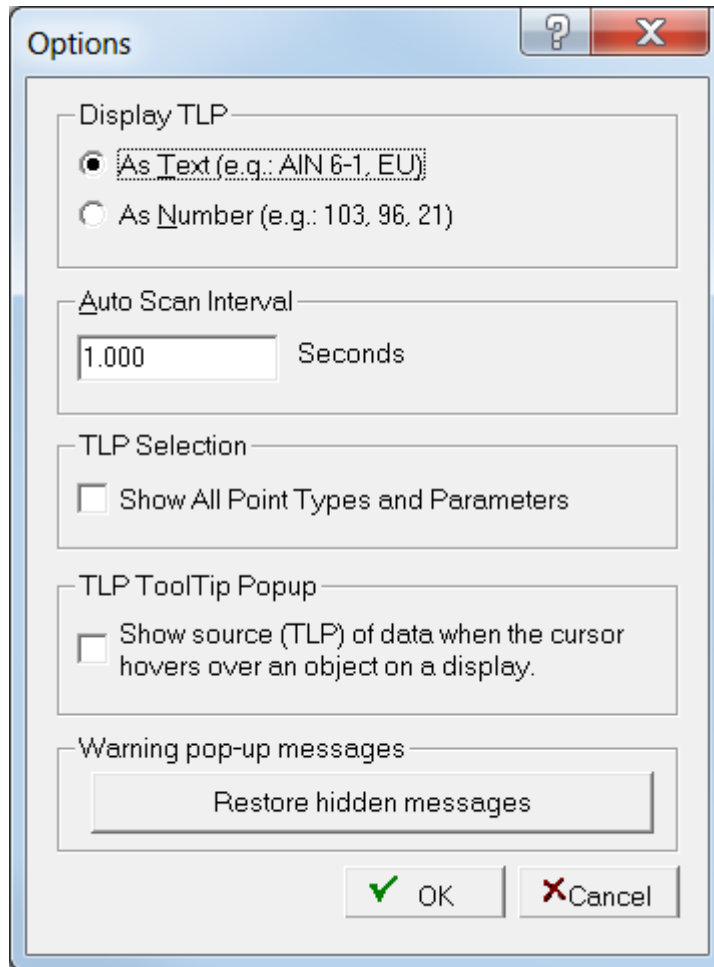 Options
Display TLP
As Text (e.g.: AIN 6-1, EU)
As Number (e.g.: 103, 96, 21)
Auto Scan Interval
1.000 Seconds
TLP Selection
Show All Point Types and Parameters
TLP ToolTip Popup
Show source (TLP) of data when the cursor
hovers over an object on a display.
Warning pop-up messages
Restore hidden messages
OK Cancel